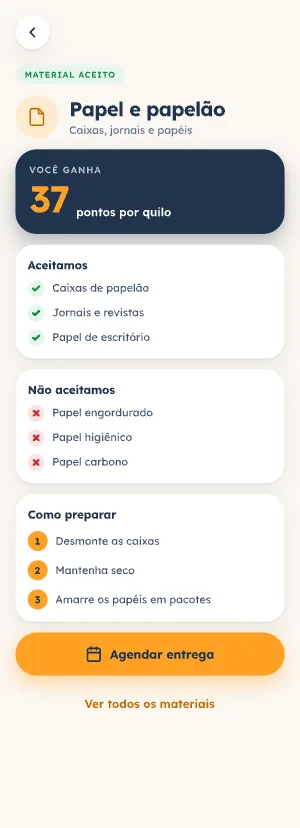 MATERIAL ACEITO
Papel e papelão
Caixas, jornais e papéis
VOCÊ GANHA
37 pontos por quilo
Aceitamos
Caixas de papelão
Jornais e revistas
Papel de escritório
Não aceitamos
Papel engordurado
Papel higiênico
Papel carbono
Como preparar
1 Desmonte as caixas
2 Mantenha seco
3 Amarre os papéis em pacotes
Agendar entrega
Ver todos os materiais